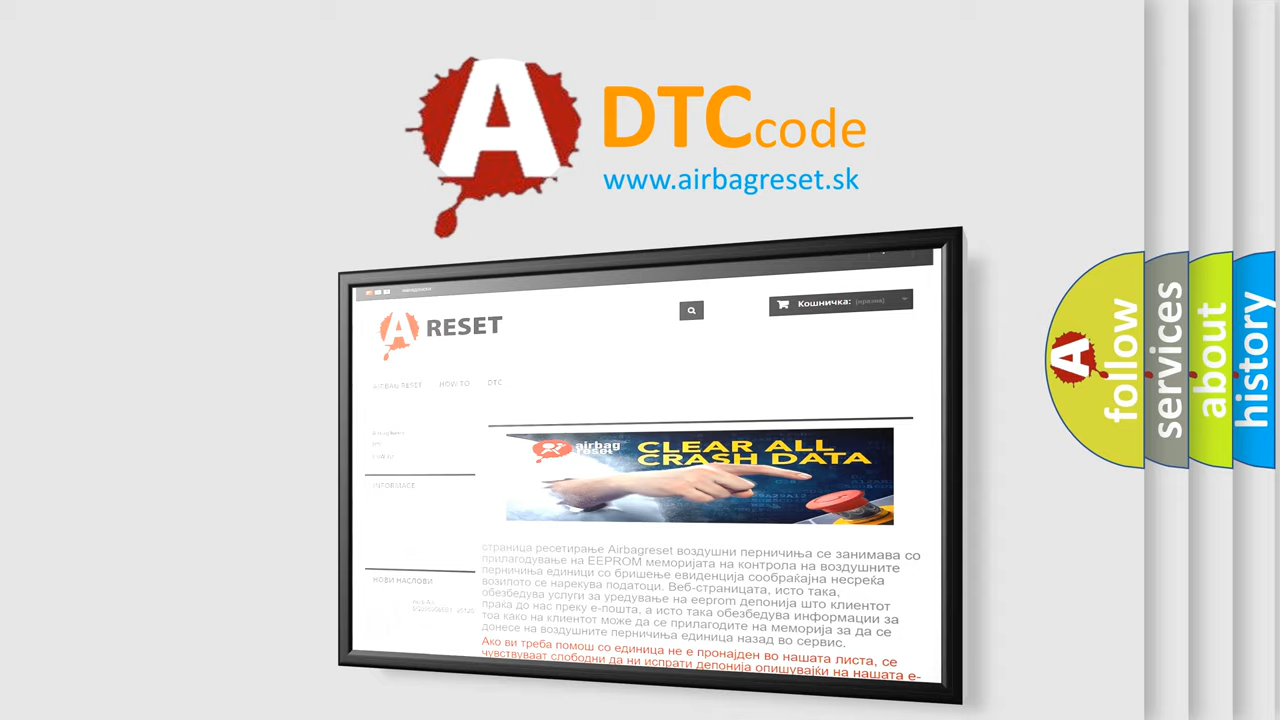 A
DTCcode
www.airbagreset.sk
A RESET
Кошничка: (празна)
AIRBAG RESET HOW TO DTC
INFORMACE
airbag reset
CLEAR ALL
CRASH DATA
страница ресетирање Airbagreset воздушни перничиња се занимава со
прилагодување на EEPROM меморијата на контрола на воздушните
перничиња единици со бришење евиденција сообраќајна несреќа
возилото се нарекува податоци. Веб-страницата, исто така,
обезбедува услуги за уредување на eeprom депонија што клиентот
праќа до нас преку е-пошта, а исто така обезбедува информации за
тоа како на клиентот може да се прилагодите на меморија за да се
донесе на воздушните перничиња единица назад во сервис.
Ако ви треба помош со единица не е пронајден во нашата листа, се
чувствуваат слободни да ни испрати депонија опишувајќи на нашата е-
НОВИ НАСЛОВИ
A
follow
services
about
history